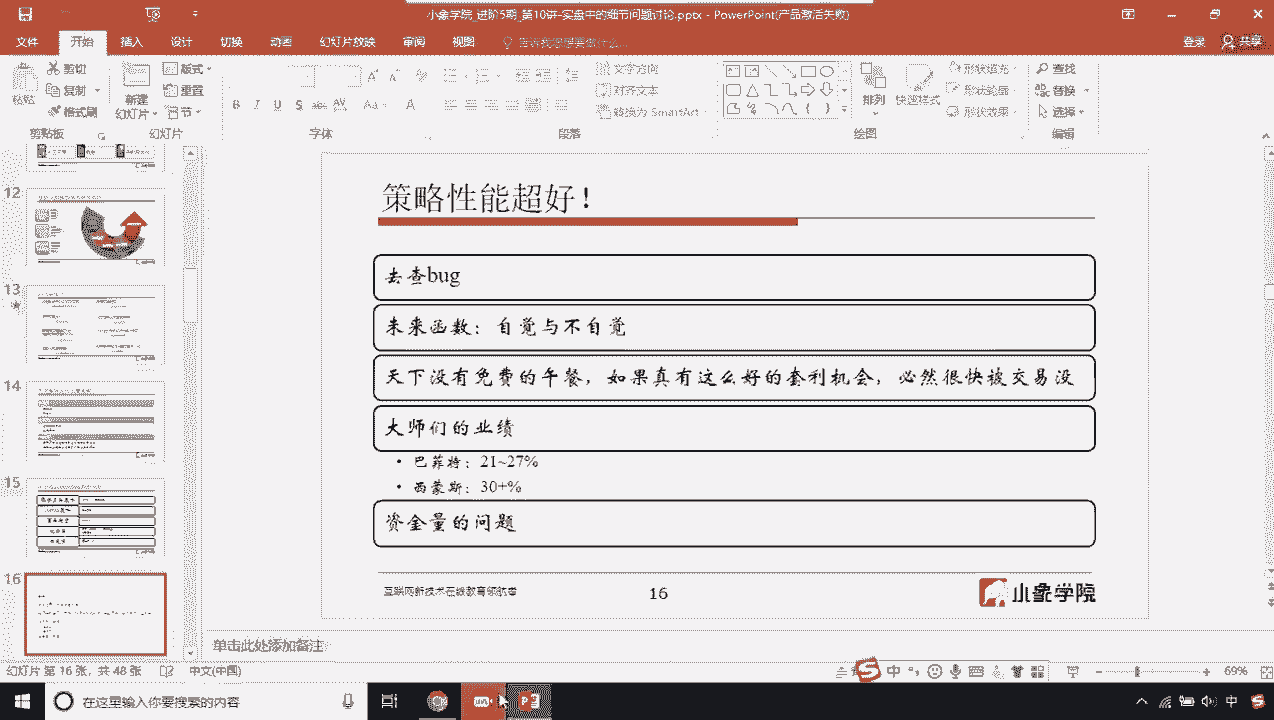 小象学院_进阶5期_第10讲-实盘中的细节问题讨论.pptx - PowerPoint(产品激活失败)
文件 开始 插入 设计 切换 动画 幻灯片放映 审阅 视图 告诉我您想要做什么... 登录 共享
剪切
复制
格式刷
粘贴
剪贴板
新建
幻灯片
版式
重置
节
幻灯片
B I U S abc AV Aa A
字体
文字方向
对齐文本
转换为 SmartArt
段落
排列
快速样式
形状填充
形状轮廓
形状效果
绘图
查找
替换
选择
编辑
12
13
14
15
16
策略性能超好!
去查bug
未来函数：自觉与不自觉
天下没有免费的午餐，如果真有这么好的套利机会，必然很快被交易没
大师们的业绩
• 巴菲特：21~27%
• 西蒙斯：30+%
资金量的问题
互联网新技术在线教育领航者
16
小象学院
单击此处添加备注
幻灯片 第 16 张，共 48 张 中文(中国)
中
69%
在这里输入你要搜索的内容
中